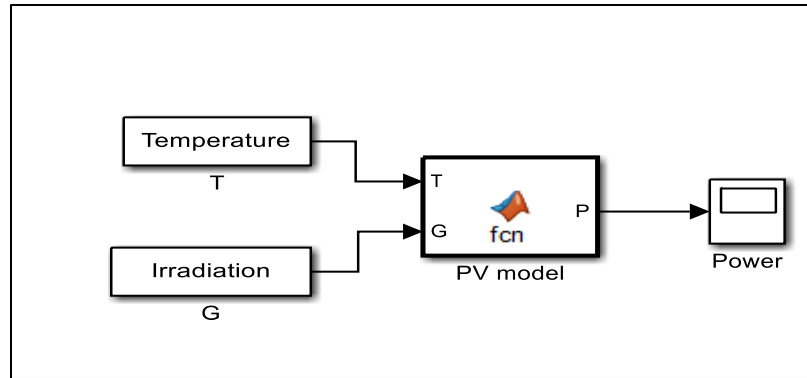 Temperature
T
T
G
fcn
P
PV model
Irradiation
G
Power